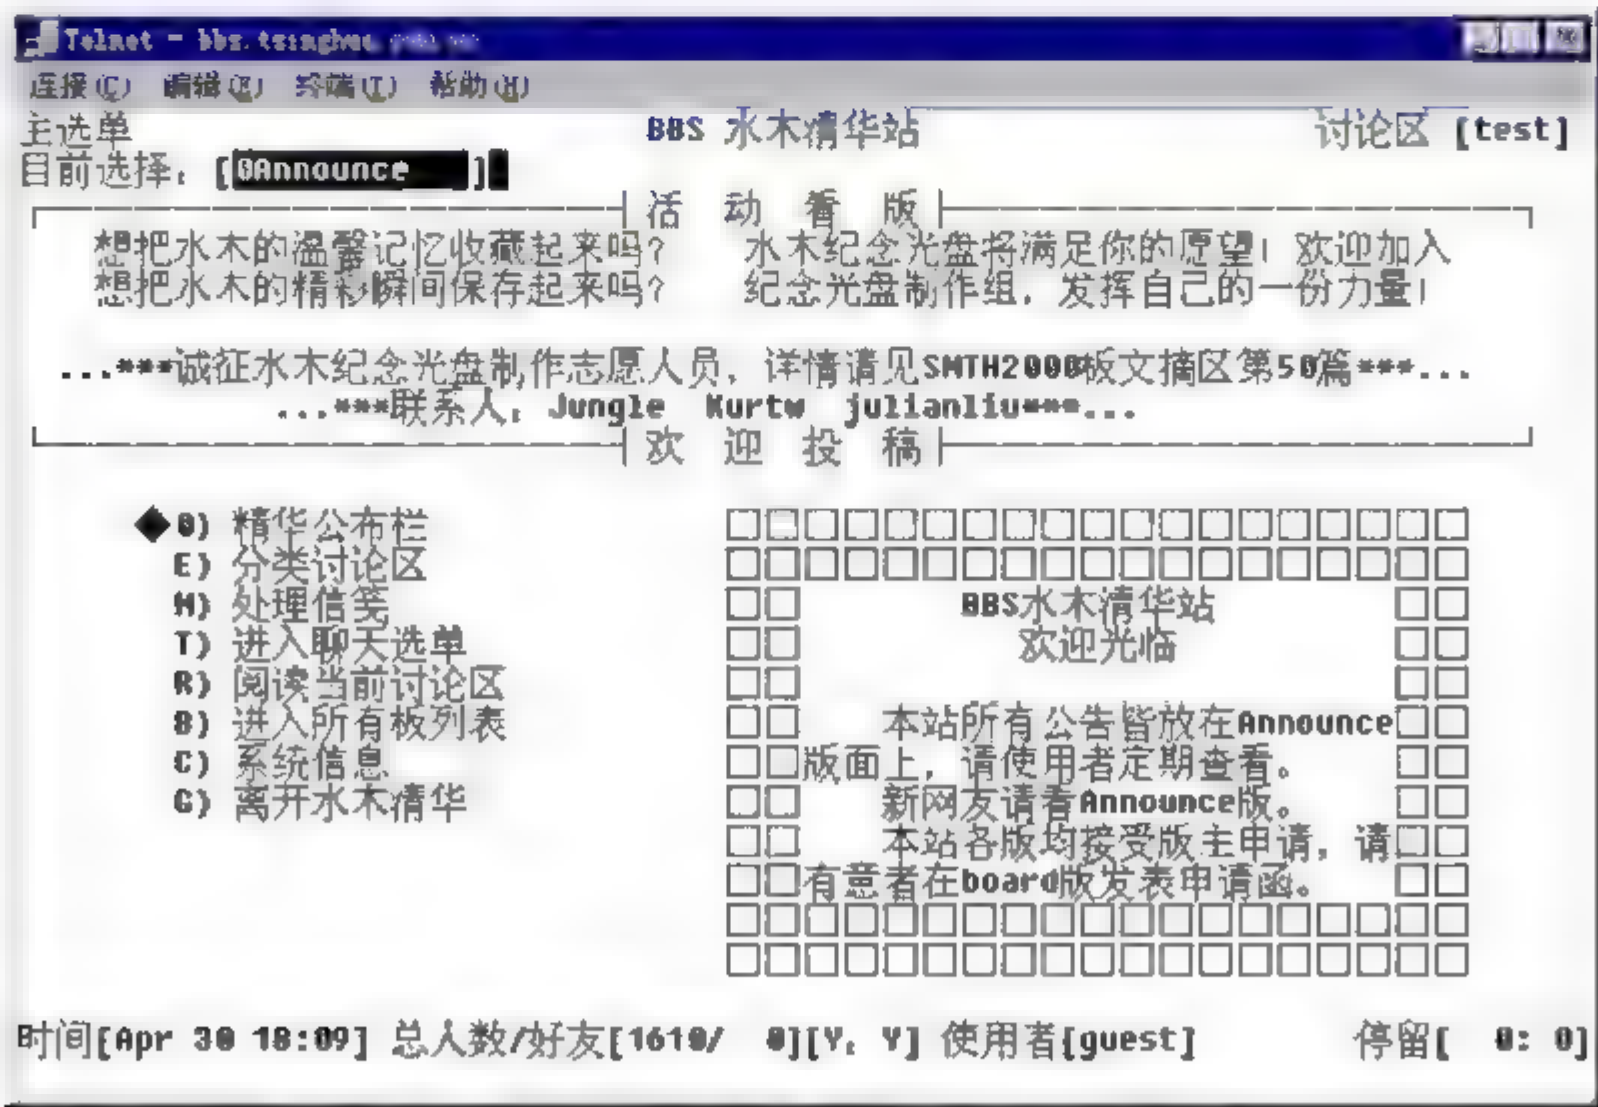 Telnet - bbs.tsinghua
连接(C) 编辑(E) 终端(T) 帮助(H)
主选单 BBS 水木清华站 讨论区 [test]
目前选择: [0Announce ]
活 动 看 版
想把水木的温馨记忆收藏起来吗? 水木纪念光盘将满足你的愿望! 欢迎加入
想把水木的精彩瞬间保存起来吗? 纪念光盘制作组, 发挥自己的一份力量!
...***诚征水木纪念光盘制作志愿人员, 详情请见SMTH2000板文摘区第50篇***...
...***联系人: Jungle Kurtw julianliu***...
欢 迎 投 稿
◆0) 精华公布栏
E) 分类讨论区
M) 处理信笺
T) 进入聊天选单
R) 阅读当前讨论区
B) 进入所有板列表
C) 系统信息
G) 离开水木清华
BBS水木清华站
欢迎光临
本站所有公告皆放在Announce
版面上, 请使用者定期查看。
新网友请看Announce版。
本站各版均接受版主申请, 请
有意者在board版发表申请函。
时间[Apr 30 18:09] 总人数/好友[1610/ 0][Y: Y] 使用者[guest] 停留[ 0: 0]